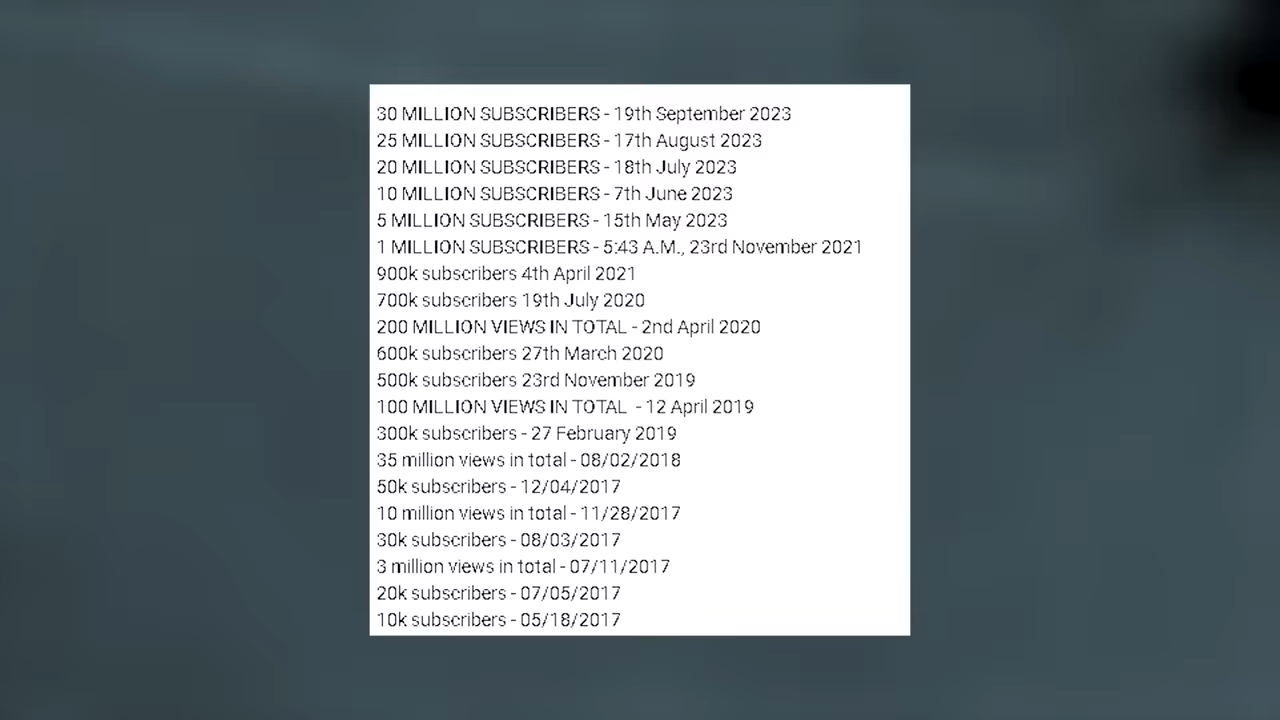 30 MILLION SUBSCRIBERS - 19th September 2023
25 MILLION SUBSCRIBERS - 17th August 2023
20 MILLION SUBSCRIBERS - 18th July 2023
10 MILLION SUBSCRIBERS - 7th June 2023
5 MILLION SUBSCRIBERS - 15th May 2023
1 MILLION SUBSCRIBERS - 5:43 A.M., 23rd November 2021
900k subscribers 4th April 2021
700k subscribers 19th July 2020
200 MILLION VIEWS IN TOTAL - 2nd April 2020
600k subscribers 27th March 2020
500k subscribers 23rd November 2019
100 MILLION VIEWS IN TOTAL  - 12 April 2019
300k subscribers - 27 February 2019
35 million views in total - 08/02/2018
50k subscribers - 12/04/2017
10 million views in total - 11/28/2017
30k subscribers - 08/03/2017
3 million views in total - 07/11/2017
20k subscribers - 07/05/2017
10k subscribers - 05/18/2017